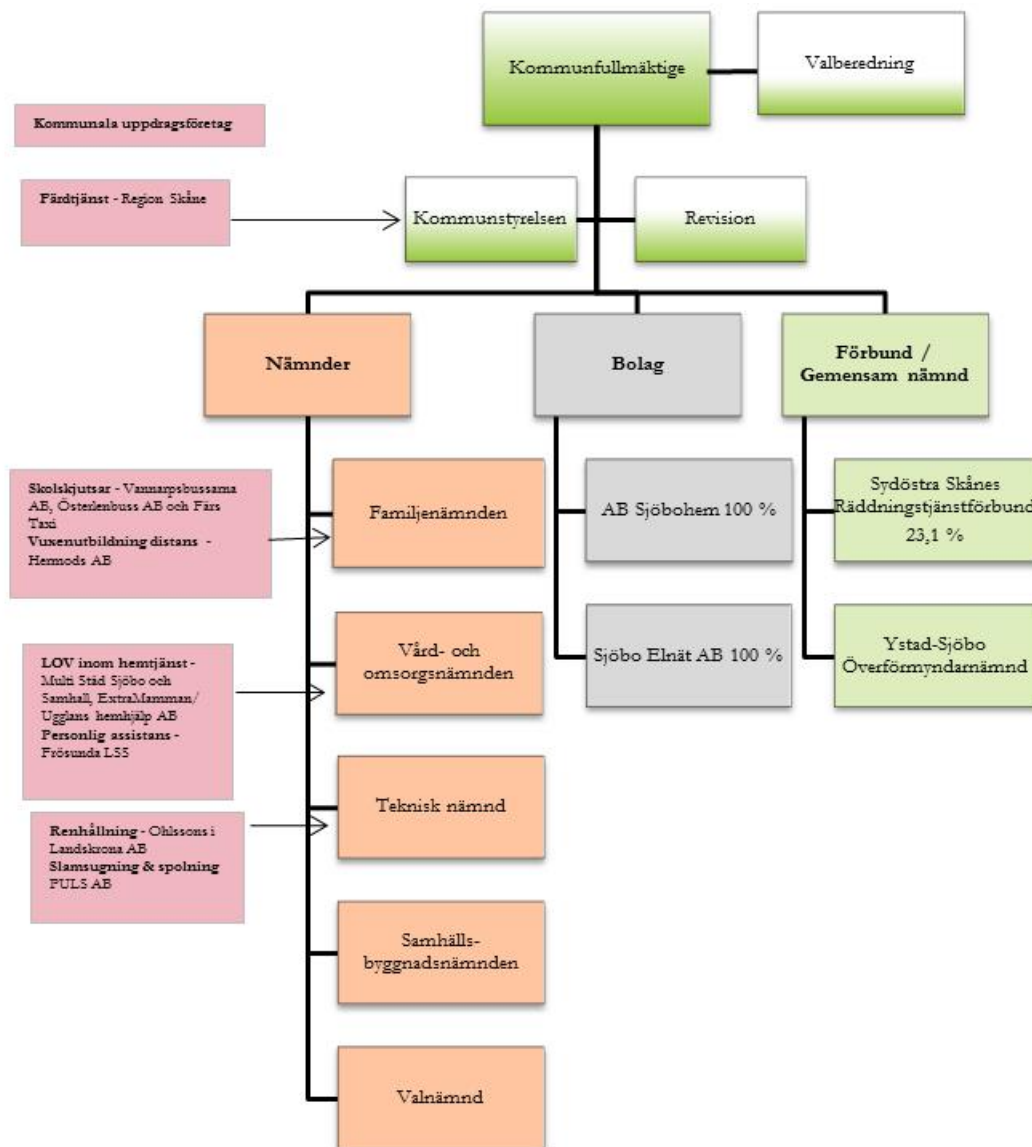 Kommunfullmäktige
Valberedning
Kommunala uppdragsföretag
Färdtjänst - Region Skåne
Kommunstyrelsen
Revision
Nämnder
Bolag
Förbund /
Gemensam nämnd
Skolskjutsar - Vannarpsbussarna
AB, Österlenbuss AB och Färs
Taxi
Vuxenutbildning distans -
Hermods AB
Familjenämnden
AB Sjöbohem 100 %
Sydöstra Skånes
Räddningstjänstförbund
23,1 %
LOV inom hemtjänst -
Multi Städ Sjöbo och
Samhall, ExtraMamman/
Ugglans hemhjälp AB
Personlig assistans -
Frösunda LSS
Vård- och
omsorgsnämnden
Sjöbo Elnät AB 100 %
Ystad-Sjöbo
Överförmyndarnämnd
Renhållning - Ohlssons i
Landskrona AB
Slamsugning & spolning
PULS AB
Teknisk nämnd
Samhälls-
byggnadsnämnden
Valnämnd